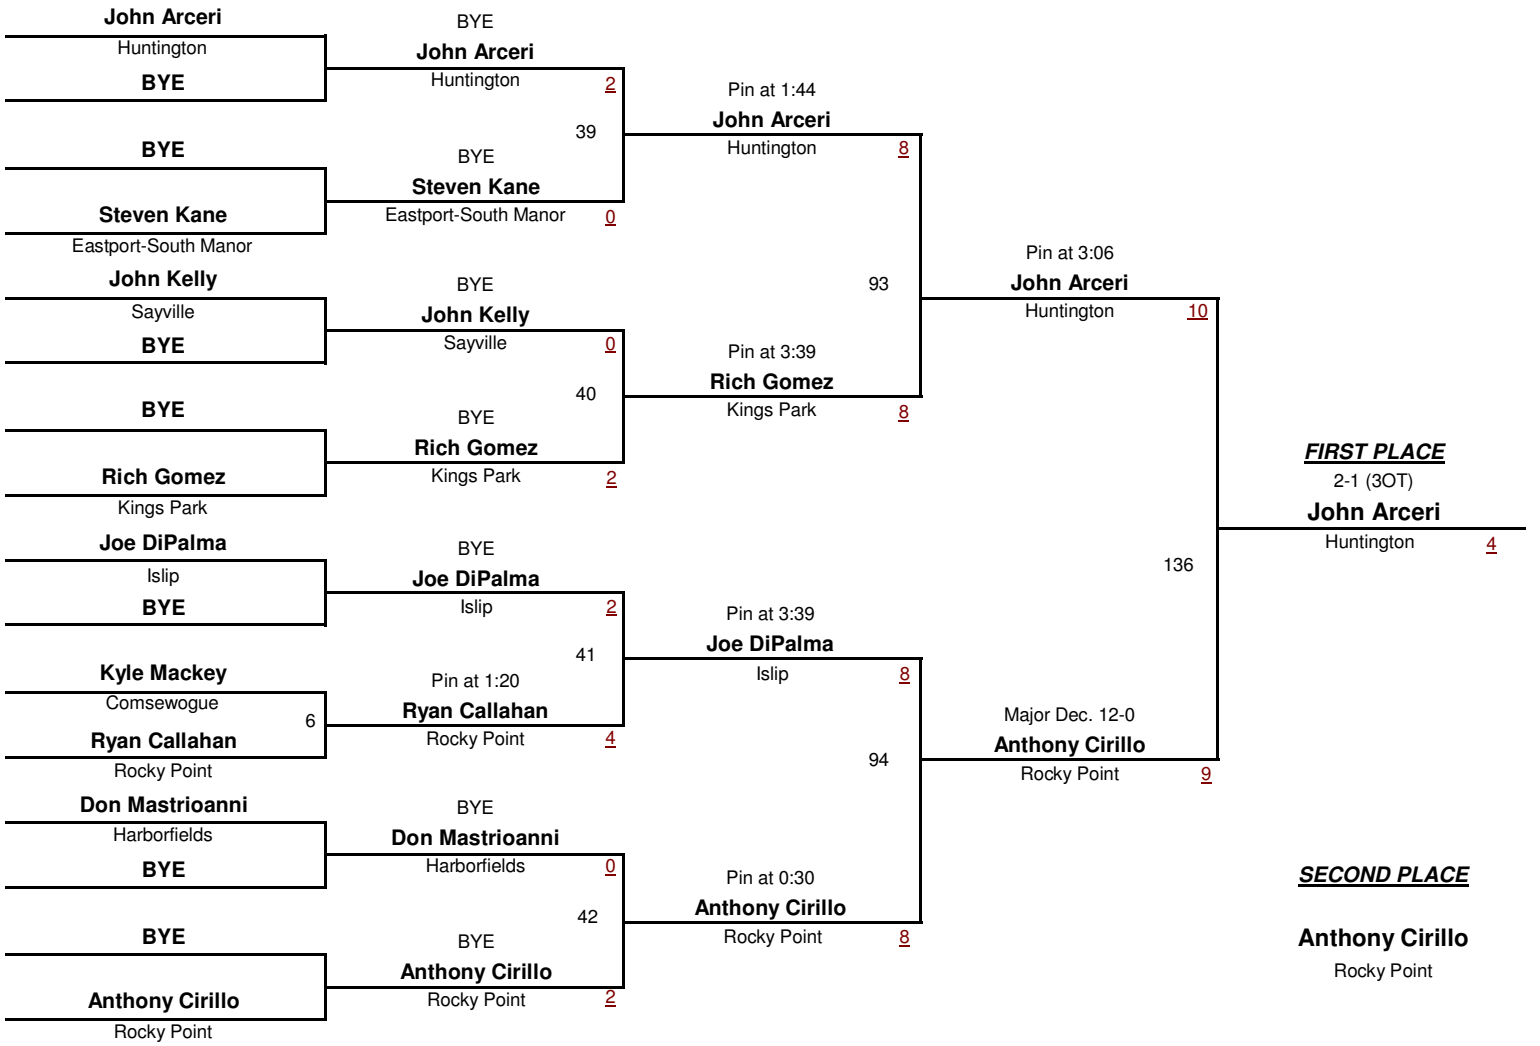 John Arceri
Huntington
BYE
BYE
Steven Kane
Eastport-South Manor
John Kelly
Sayville
BYE
BYE
Rich Gomez
Kings Park
Joe DiPalma
Islip
BYE
Kyle Mackey
Comsewogue
6
Ryan Callahan
Rocky Point
Don Mastrioanni
Harborfields
BYE
BYE
Anthony Cirillo
Rocky Point
BYE
John Arceri
Huntington 2
39
BYE
Steven Kane
Eastport-South Manor 0
BYE
John Kelly
Sayville 0
40
BYE
Rich Gomez
Kings Park 2
BYE
Joe DiPalma
Islip 2
41
Pin at 1:20
Ryan Callahan
Rocky Point 4
BYE
Don Mastrioanni
Harborfields 0
42
BYE
Anthony Cirillo
Rocky Point 2
Pin at 1:44
John Arceri
Huntington 8
93
Pin at 3:39
Rich Gomez
Kings Park 8
Pin at 3:39
Joe DiPalma
Islip 8
94
Pin at 0:30
Anthony Cirillo
Rocky Point 8
Pin at 3:06
John Arceri
Huntington 10
136
Major Dec. 12-0
Anthony Cirillo
Rocky Point 9
FIRST PLACE
2-1 (3OT)
John Arceri
Huntington 4
SECOND PLACE
Anthony Cirillo
Rocky Point